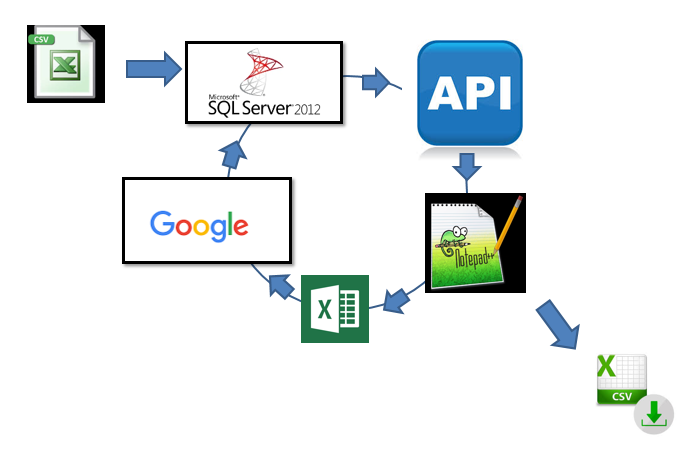 CSV
Microsoft®
SQL Server® 2012
API
Google
Notepad++
X
X
CSV